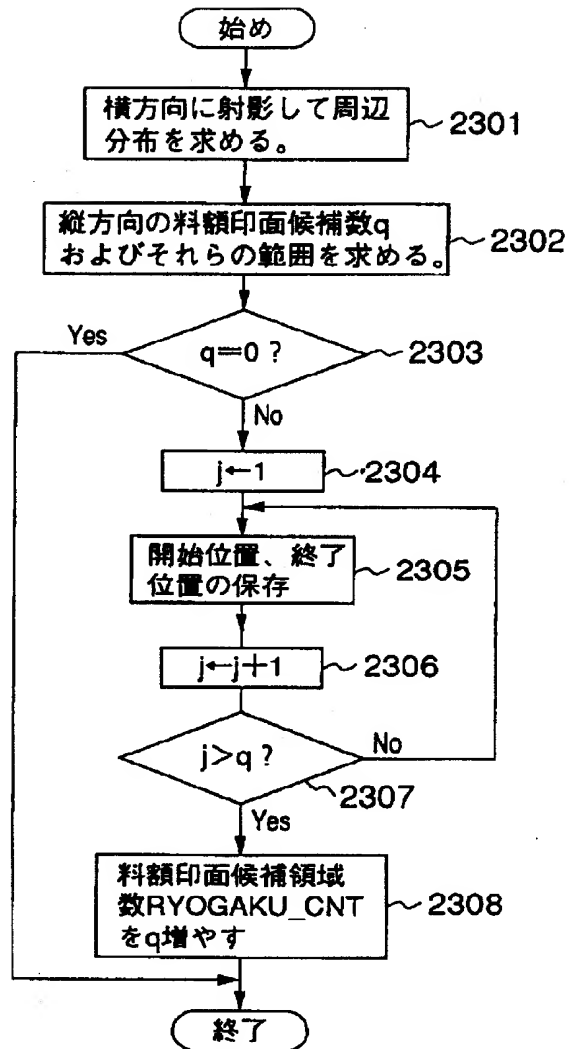 始め
横方向に射影して周辺
分布を求める。
2301
縦方向の料額印面候補数q
およびそれらの範囲を求める。
2302
Yes
q=0?
2303
No
j←1
2304
開始位置、終了
位置の保存
2305
j←j+1
2306
j>q?
No
2307
Yes
料額印面候補領域
数RYOGAKU_CNT
をq増やす
2308
終了